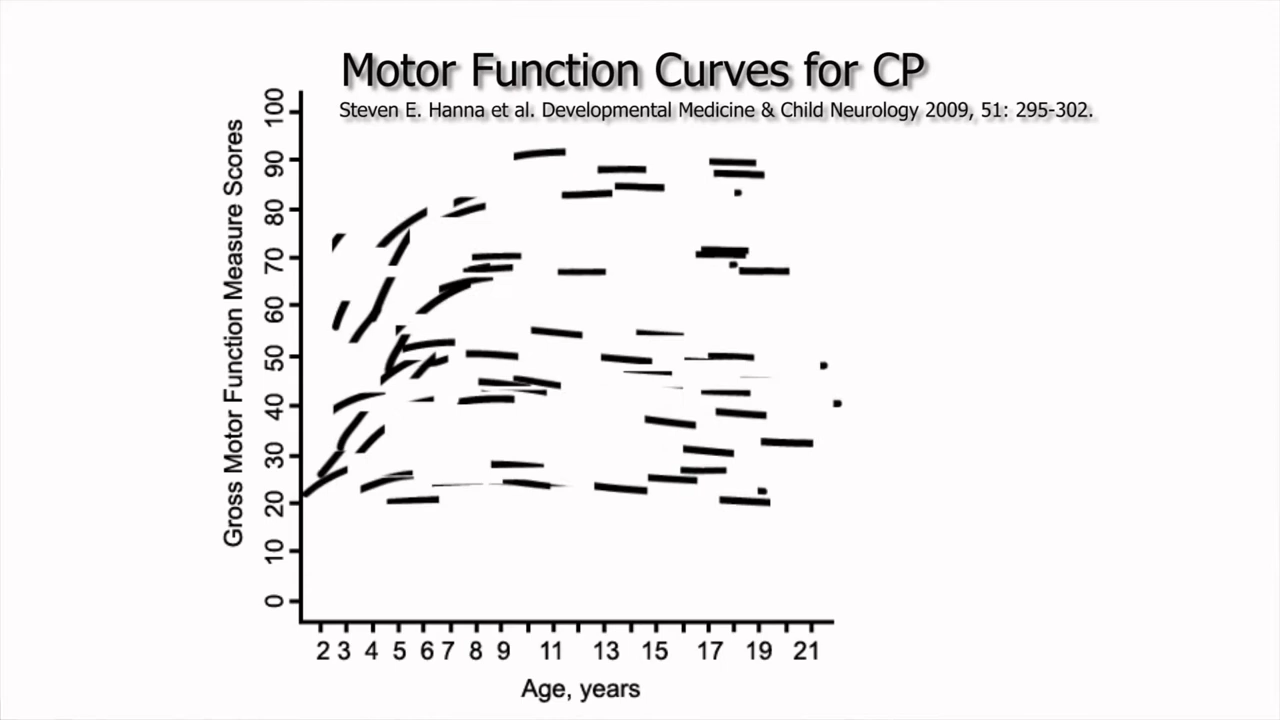 Motor Function Curves for CP
Steven E. Hanna et al. Developmental Medicine & Child Neurology 2009, 51: 295-302.
Gross Motor Function Measure Scores
100
90
80
70
60
50
40
30
20
10
0
2 3 4 5 6 7 8 9 11 13 15 17 19 21
Age, years